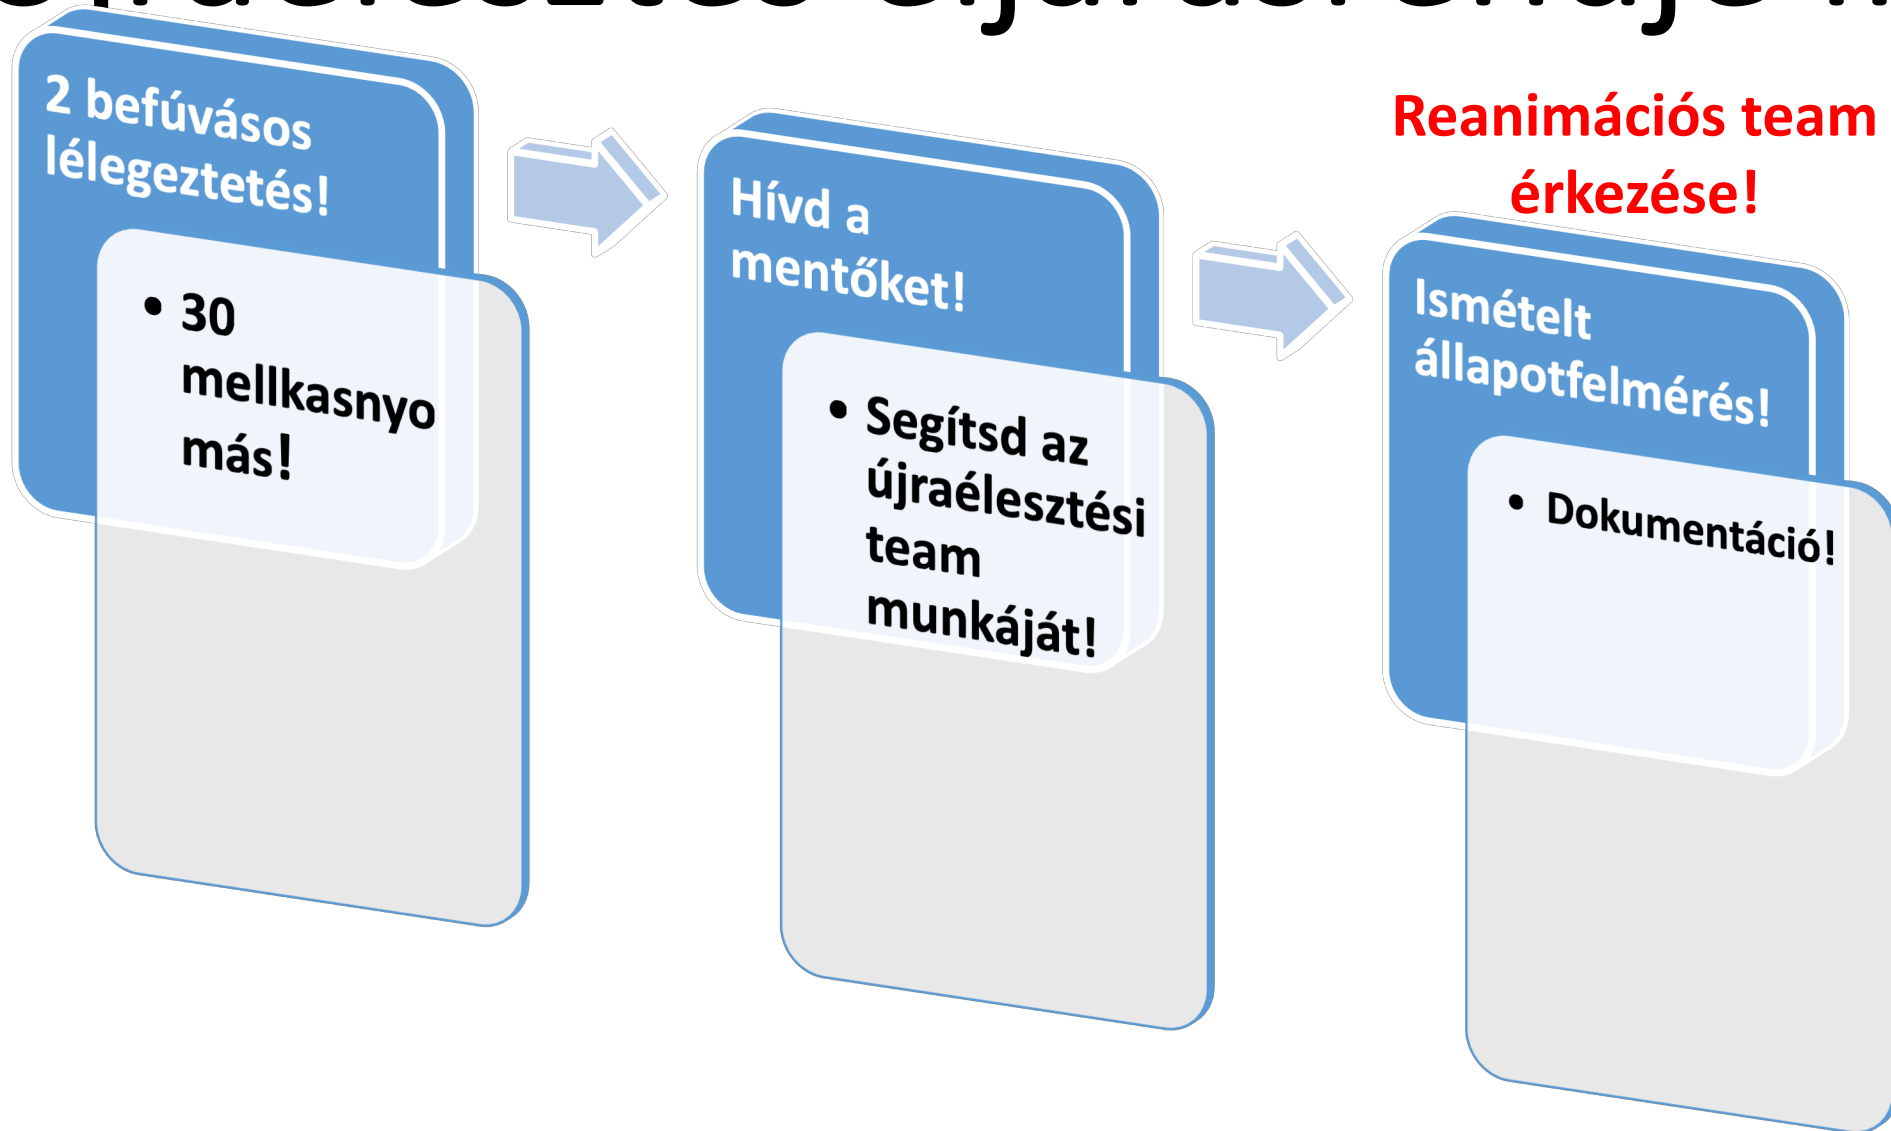 2 befúvásos
lélegeztetés!
• 30
mellkasnyo
más!
Hívd a
mentőket!
• Segítsd az
újraélesztési
team
munkáját!
Reanimációs team
érkezése!
Ismételt
állapotfelmérés!
• Dokumentáció!